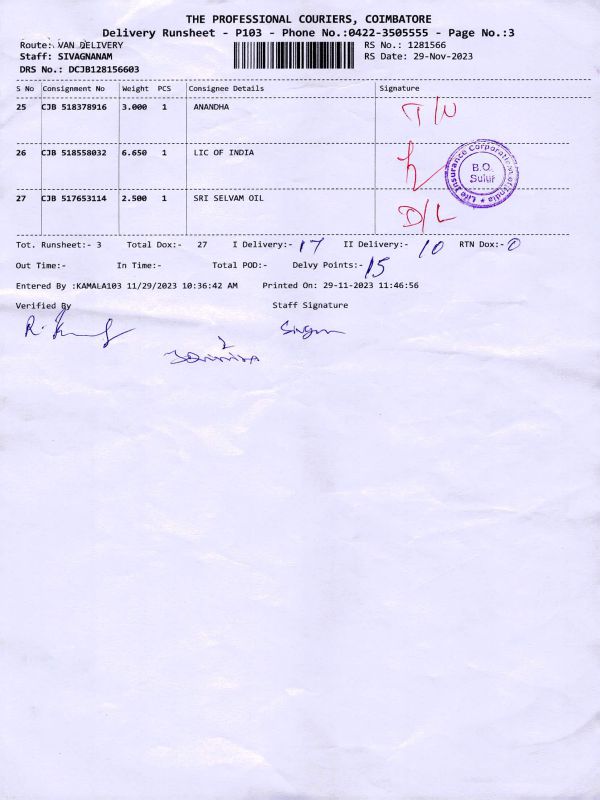 THE PROFESSIONAL COURIERS, COIMBATORE
Delivery Runsheet - P103 - Phone No.:0422-3505555 - Page No.:3
Route: VAN DELIVERY
RS No.: 1281566
Staff: SIVAGNANAM
RS Date: 29-Nov-2023
DRS No.: DCJB128156603
S No Consignment No Weight PCS Consignee Details Signature
25 CJB 518378916 3.000 1 ANANDHA T/N
26 CJB 518558032 6.650 1 LIC OF INDIA
Life Insurance Corporation of India
B.O.
Sulur
27 CJB 517653114 2.500 1 SRI SELVAM OIL D/L
Tot. Runsheet:- 3 Total Dox:- 27 I Delivery:- 17 II Delivery:- 10 RTN Dox:- 0
Out Time:- In Time:- Total POD:- Delvy Points:- 15
Entered By :KAMALA103 11/29/2023 10:36:42 AM Printed On: 29-11-2023 11:46:56
Verified By Staff Signature